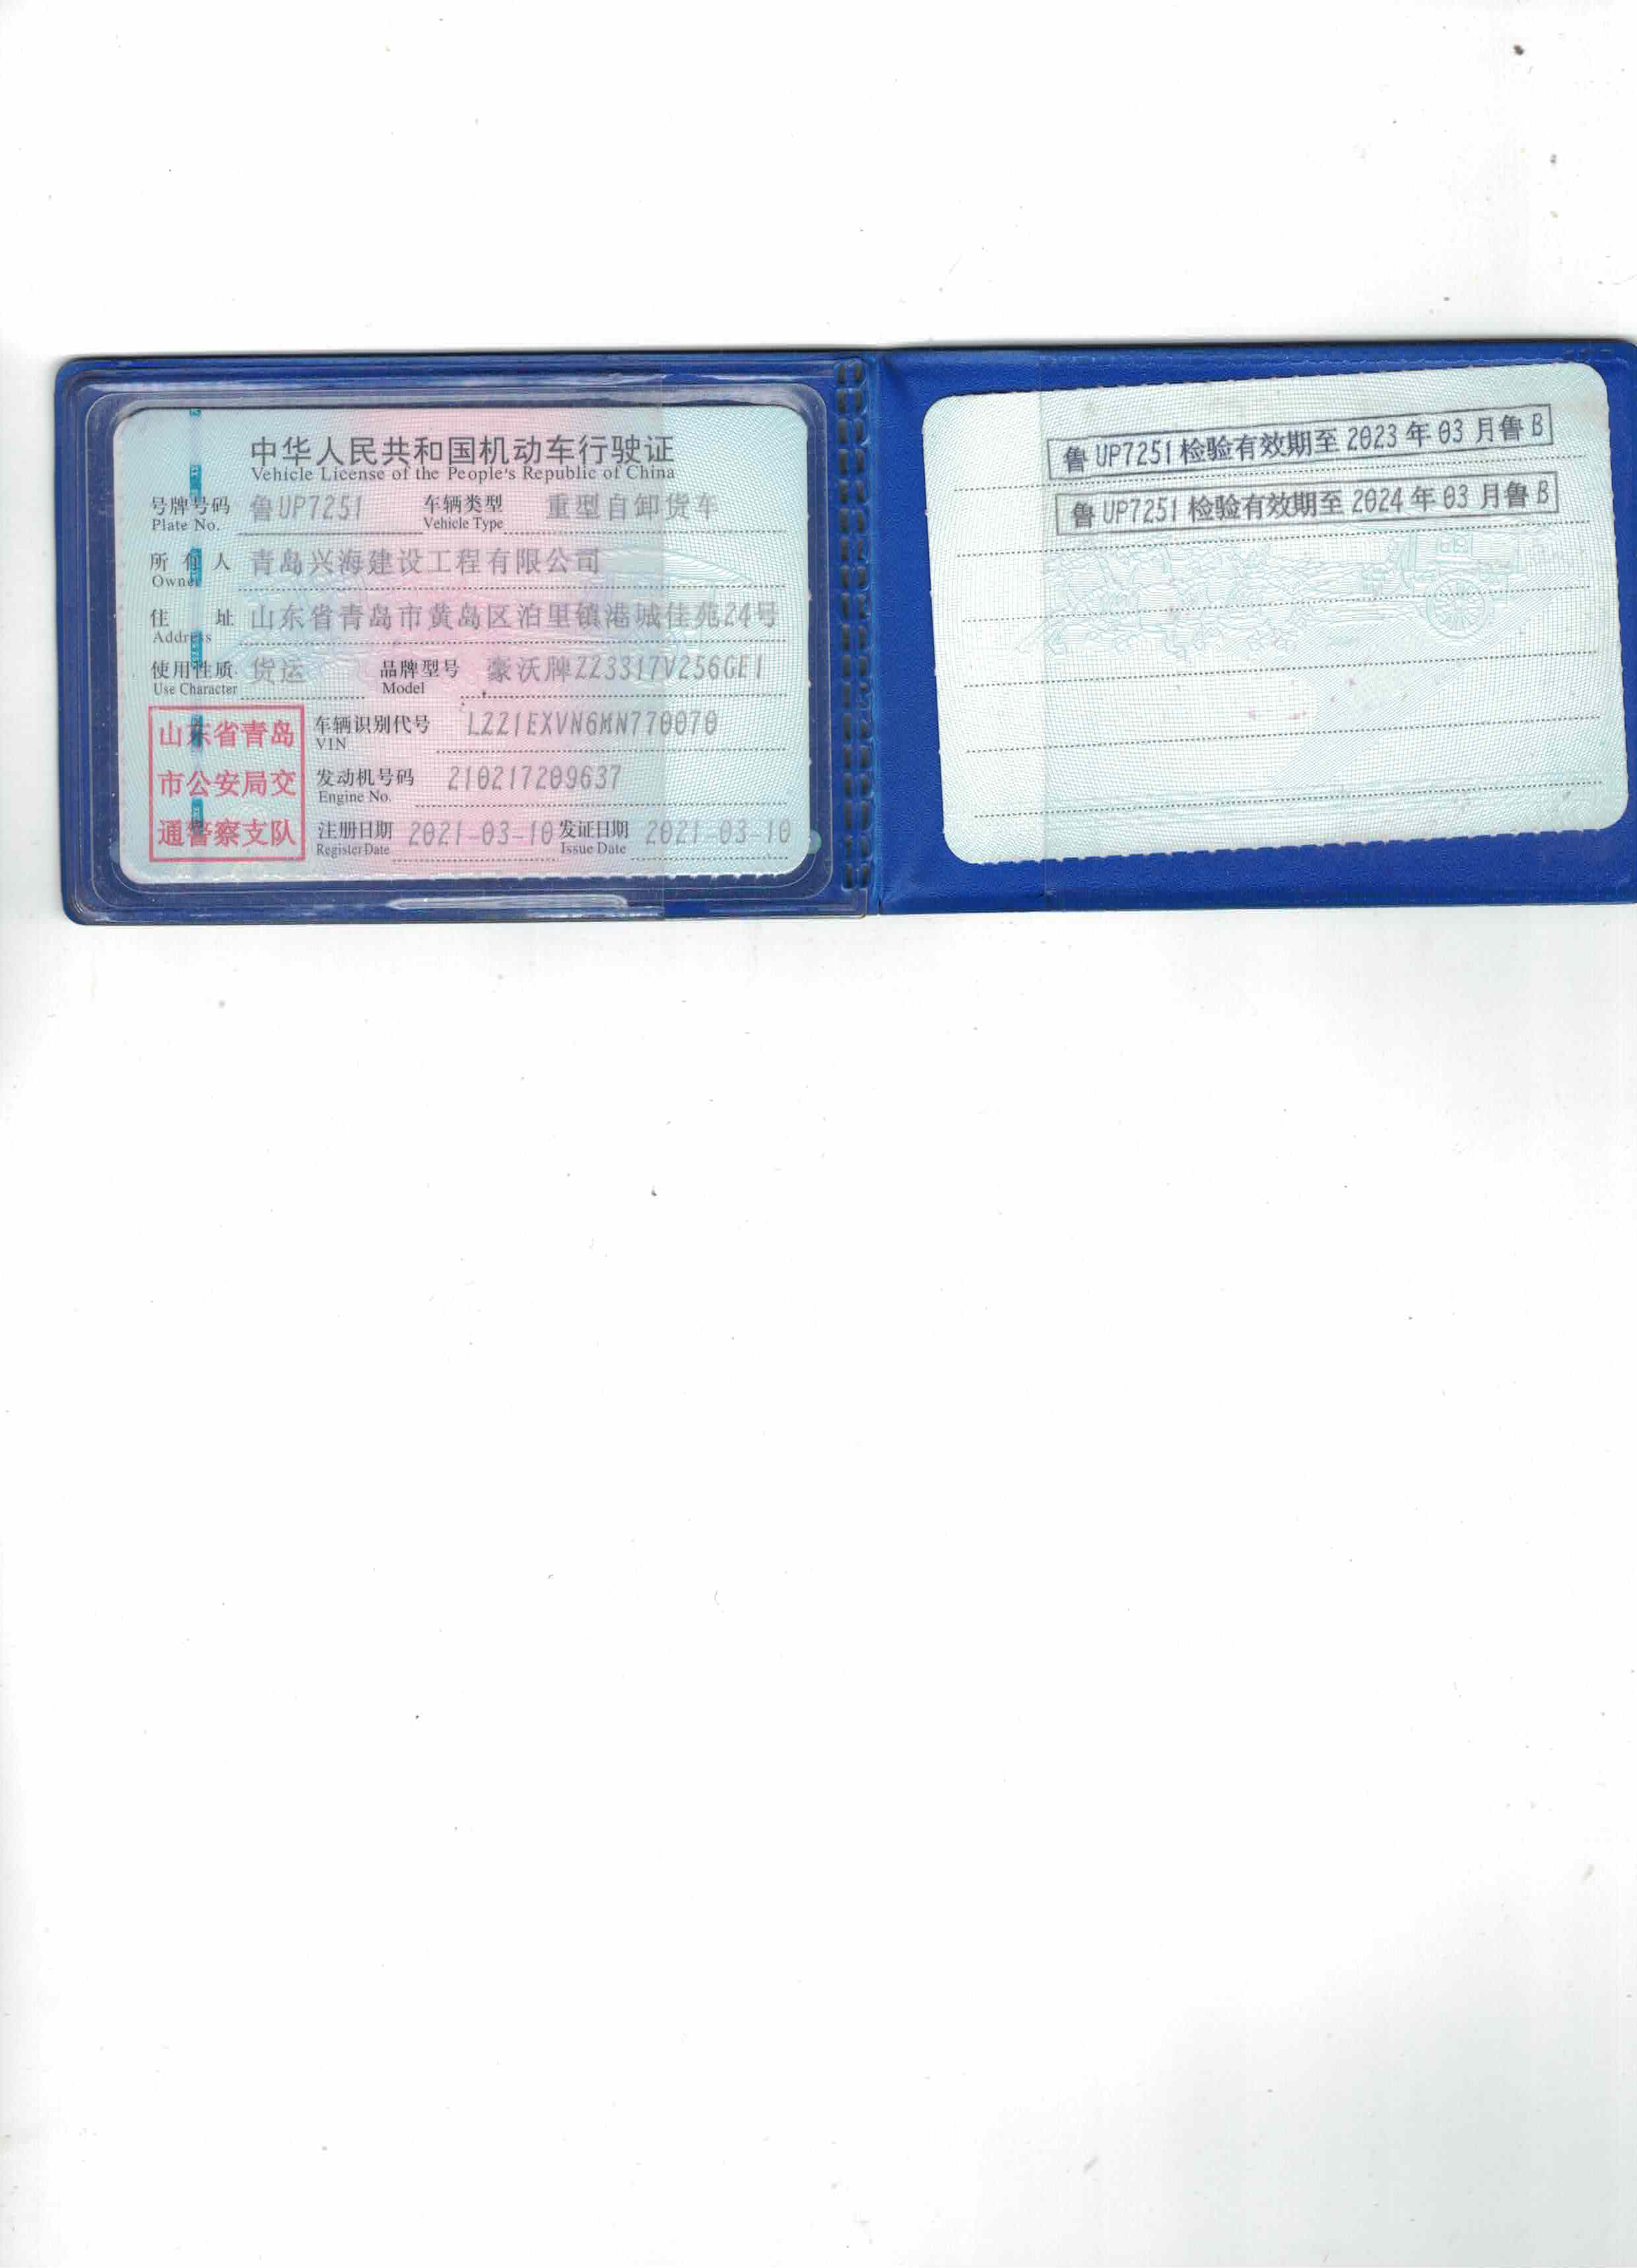 中华人民共和国机动车行驶证
Vehicle License of the People's Republic of China
号牌号码 鲁UP7251 车辆类型 重型自卸货车
Plate No. Vehicle Type
所有人 青岛兴海建设工程有限公司
Owner
住址 山东省青岛市黄岛区泊里镇港城佳苑24号
Address
使用性质 货运 品牌型号 豪沃牌ZZ3317V256GE1
Use Character Model
山东省青岛
市公安局交
通警察支队
车辆识别代号 LZZ1EXVN6MN770070
VIN
发动机号码 210217209637
Engine No.
注册日期 2021-03-10 发证日期 2021-03-10
Register Date Issue Date
鲁UP7251检验有效期至2023年03月鲁B
鲁UP7251检验有效期至2024年03月鲁B